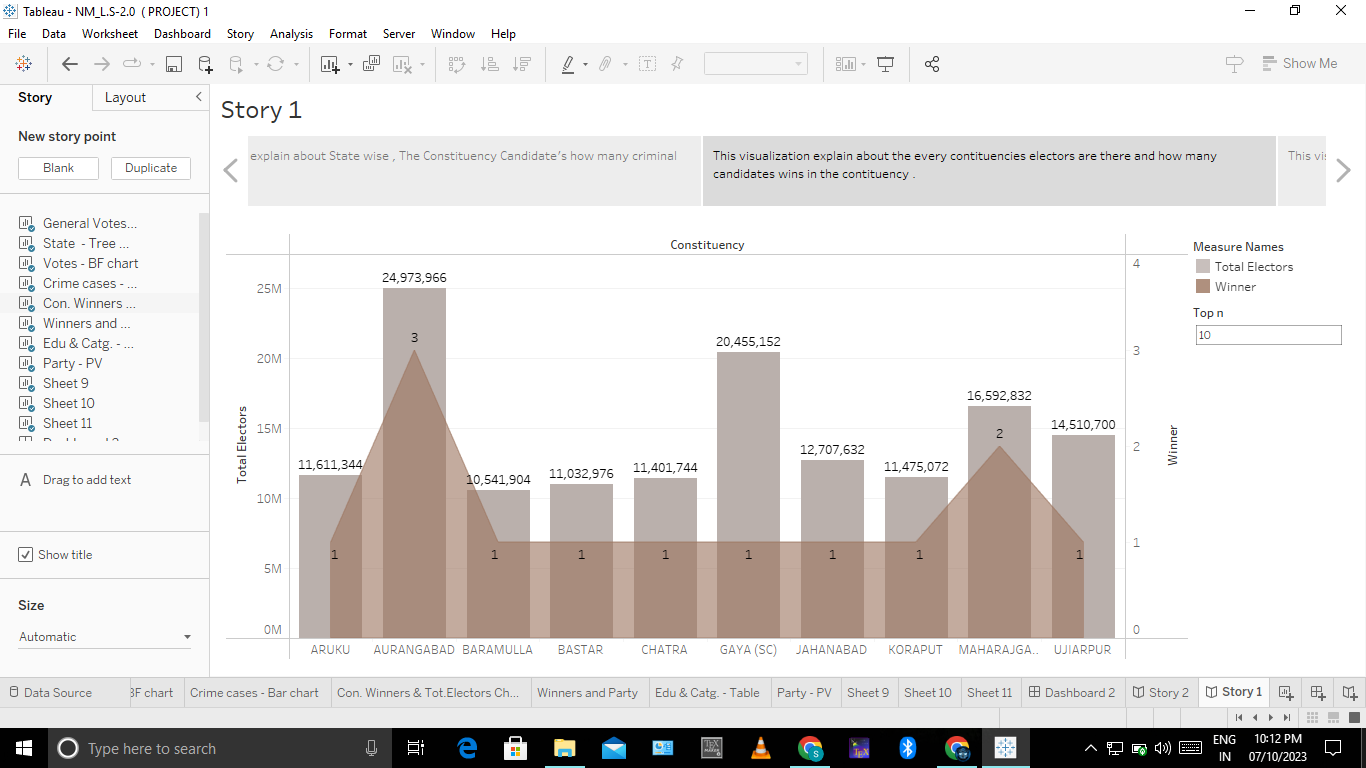 Tableau - NM_L.S-2.0 ( PROJECT) 1
File Data Worksheet Dashboard Story Analysis Format Server Window Help
Show Me
Story Layout
New story point
Blank Duplicate
General Votes...
State - Tree ...
Votes - BF chart
Crime cases - ...
Con. Winners ...
Winners and ...
Edu & Catg. - ...
Party - PV
Sheet 9
Sheet 10
Sheet 11
A Drag to add text
Show title
Size
Automatic
Story 1
explain about State wise , The Constituency Candidate's how many criminal
This visualization explain about the every contituencies electors are there and how many
candidates wins in the contituency .
This vi
Constituency
Total Electors
25M
20M
15M
10M
5M
0M
24,973,966
20,455,152
16,592,832
14,510,700
12,707,632
11,611,344
10,541,904
11,032,976
11,401,744
11,475,072
3
2
1 1 1 1 1 1 1 1
4
3
2
1
0
Winner
ARUKU AURANGABAD BARAMULLA BASTAR CHATRA GAYA (SC) JAHANABAD KORAPUT MAHARAJGA.. UJIARPUR
Measure Names
Total Electors
Winner
Top n
10
Data Source BF chart Crime cases - Bar chart Con. Winners & Tot.Electors Ch... Winners and Party Edu & Catg. - Table Party - PV Sheet 9 Sheet 10 Sheet 11 Dashboard 2 Story 2 Story 1
Type here to search
ENG
IN
10:12 PM
07/10/2023